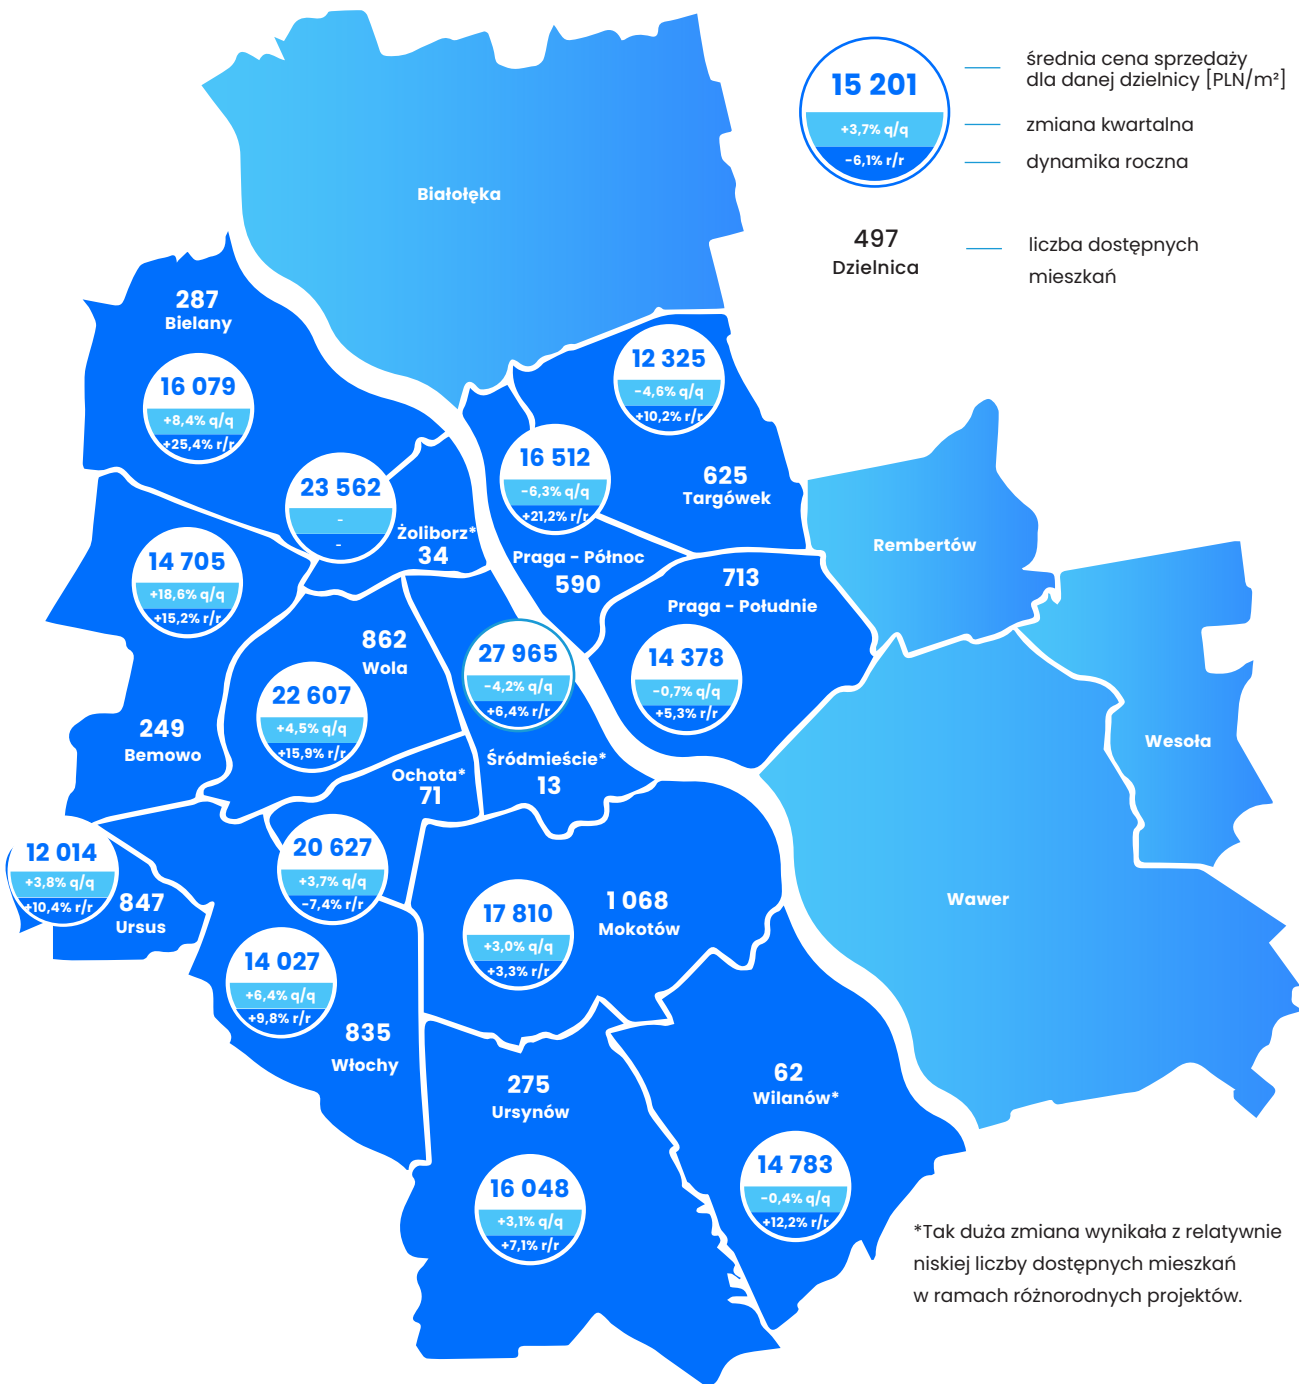 15 201
+3,7% q/q
-6,1% r/r
średnia cena sprzedaży
dla danej dzielnicy [PLN/m²]
zmiana kwartalna
dynamika roczna
497
Dzielnica
liczba dostępnych
mieszkań
Białołęka
287
Bielany
16 079
+8,4% q/q
+25,4% r/r
12 325
-4,6% q/q
+10,2% r/r
625
Targówek
16 512
-6,3% q/q
+21,2% r/r
Praga - Północ
590
23 562
-
-
Żoliborz*
34
Rembertów
14 705
+18,6% q/q
+15,2% r/r
249
Bemowo
713
Praga - Południe
14 378
-0,7% q/q
+5,3% r/r
862
Wola
22 607
+4,5% q/q
+15,9% r/r
27 965
-4,2% q/q
+6,4% r/r
Śródmieście*
13
Wesoła
Ochota*
71
20 627
+3,7% q/q
-7,4% r/r
12 014
+3,8% q/q
+10,4% r/r
847
Ursus
17 810
+3,0% q/q
+3,3% r/r
1 068
Mokotów
Wawer
14 027
+6,4% q/q
+9,8% r/r
835
Włochy
275
Ursynów
16 048
+3,1% q/q
+7,1% r/r
62
Wilanów*
14 783
-0,4% q/q
+12,2% r/r
*Tak duża zmiana wynikała z relatywnie
niskiej liczby dostępnych mieszkań
w ramach różnorodnych projektów.